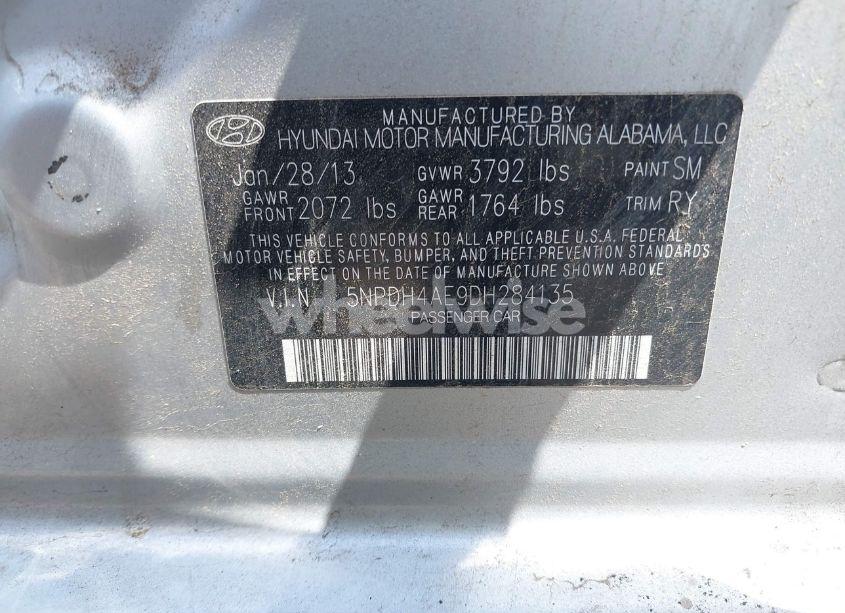 MANUFACTURED BY
HYUNDAI MOTOR MANUFACTURING ALABAMA, LLC
Jan/28/13 GVWR 3792 lbs PAINT SM
GAWR FRONT 2072 lbs GAWR REAR 1764 lbs TRIM RY
THIS VEHICLE CONFORMS TO ALL APPLICABLE U.S.A. FEDERAL
MOTOR VEHICLE SAFETY, BUMPER, AND THEFT PREVENTION STANDARDS
IN EFFECT ON THE DATE OF MANUFACTURE SHOWN ABOVE
V.I.N 5NPDH4AE9DH284135
wheelwise
PASSENGER CAR